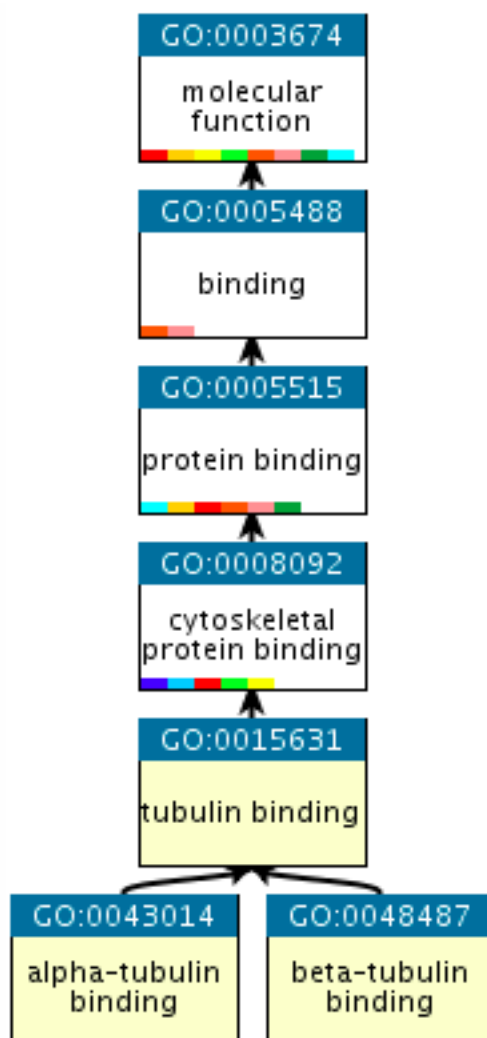 GO:0003674
molecular
function
GO:0005488
binding
GO:0005515
protein binding
GO:0008092
cytoskeletal
protein binding
GO:0015631
tubulin binding
GO:0043014
alpha-tubulin
binding
GO:0048487
beta-tubulin
binding